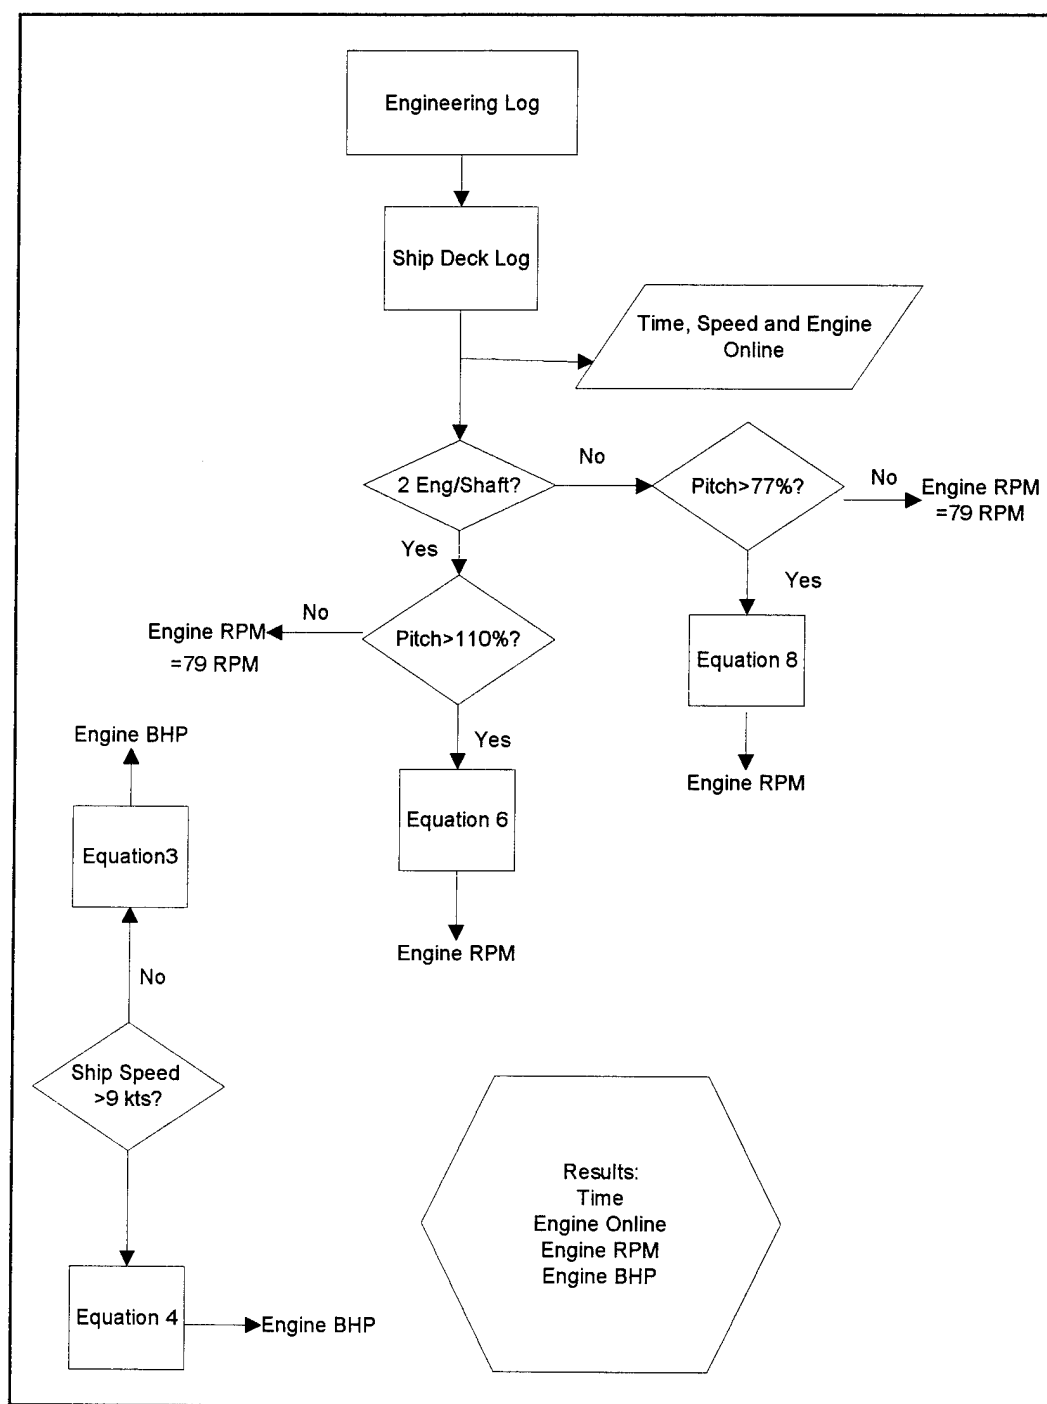 Engineering Log
Ship Deck Log
Time, Speed and Engine
Online
2 Eng/Shaft?
No
Pitch>77%?
No
Engine RPM
=79 RPM
Yes
Yes
Pitch>110%?
No
Engine RPM
=79 RPM
Equation 8
Engine RPM
Yes
Equation 6
Engine RPM
Engine BHP
Equation3
No
Ship Speed
>9 kts?
Equation 4
Engine BHP
Results:
Time
Engine Online
Engine RPM
Engine BHP